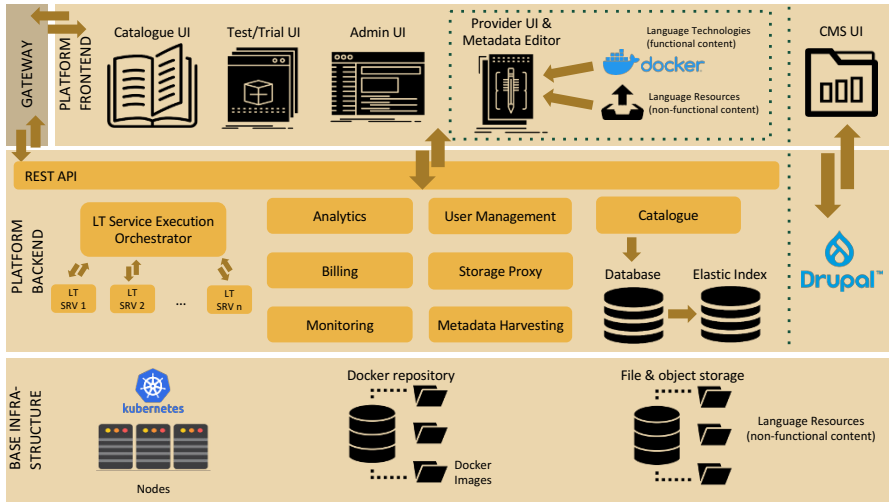 GATEWAY
PLATFORM
FRONTEND
Catalogue UI
Test/Trial UI
Admin UI
Provider UI &
Metadata Editor
Language Technologies
(functional content)
docker
Language Resources
(non-functional content)
CMS UI
REST API
PLATFORM
BACKEND
LT Service Execution
Orchestrator
LT
SRV 1
LT
SRV 2
...
LT
SRV n
Analytics
User Management
Catalogue
Billing
Storage Proxy
Monitoring
Metadata Harvesting
Database
Elastic Index
Drupal™
BASE INFRA-
STRUCTURE
kubernetes
Nodes
Docker repository
Docker
Images
File & object storage
Language Resources
(non-functional content)